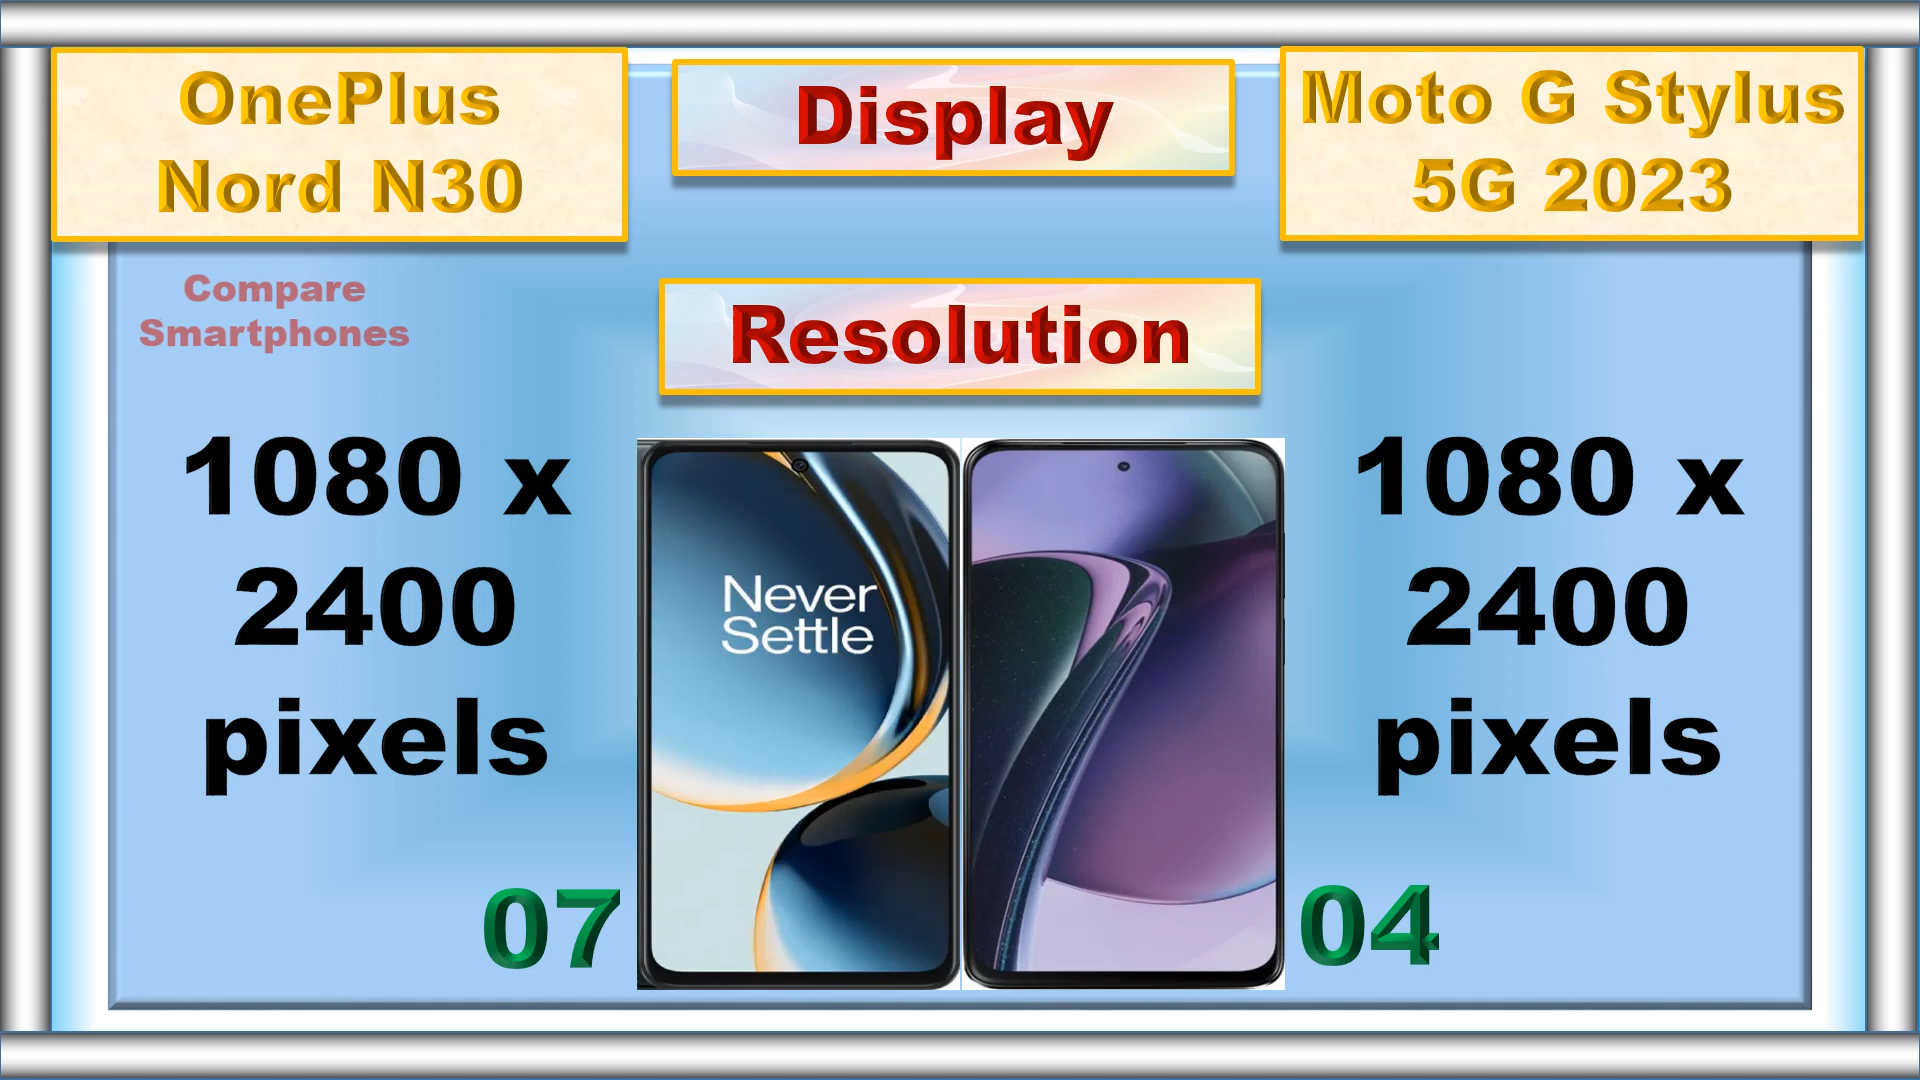 OnePlus
Nord N30
Display
Moto G Stylus
5G 2023
Compare
Smartphones
Resolution
1080 x
2400
pixels
Never
Settle
1080 x
2400
pixels
07
04